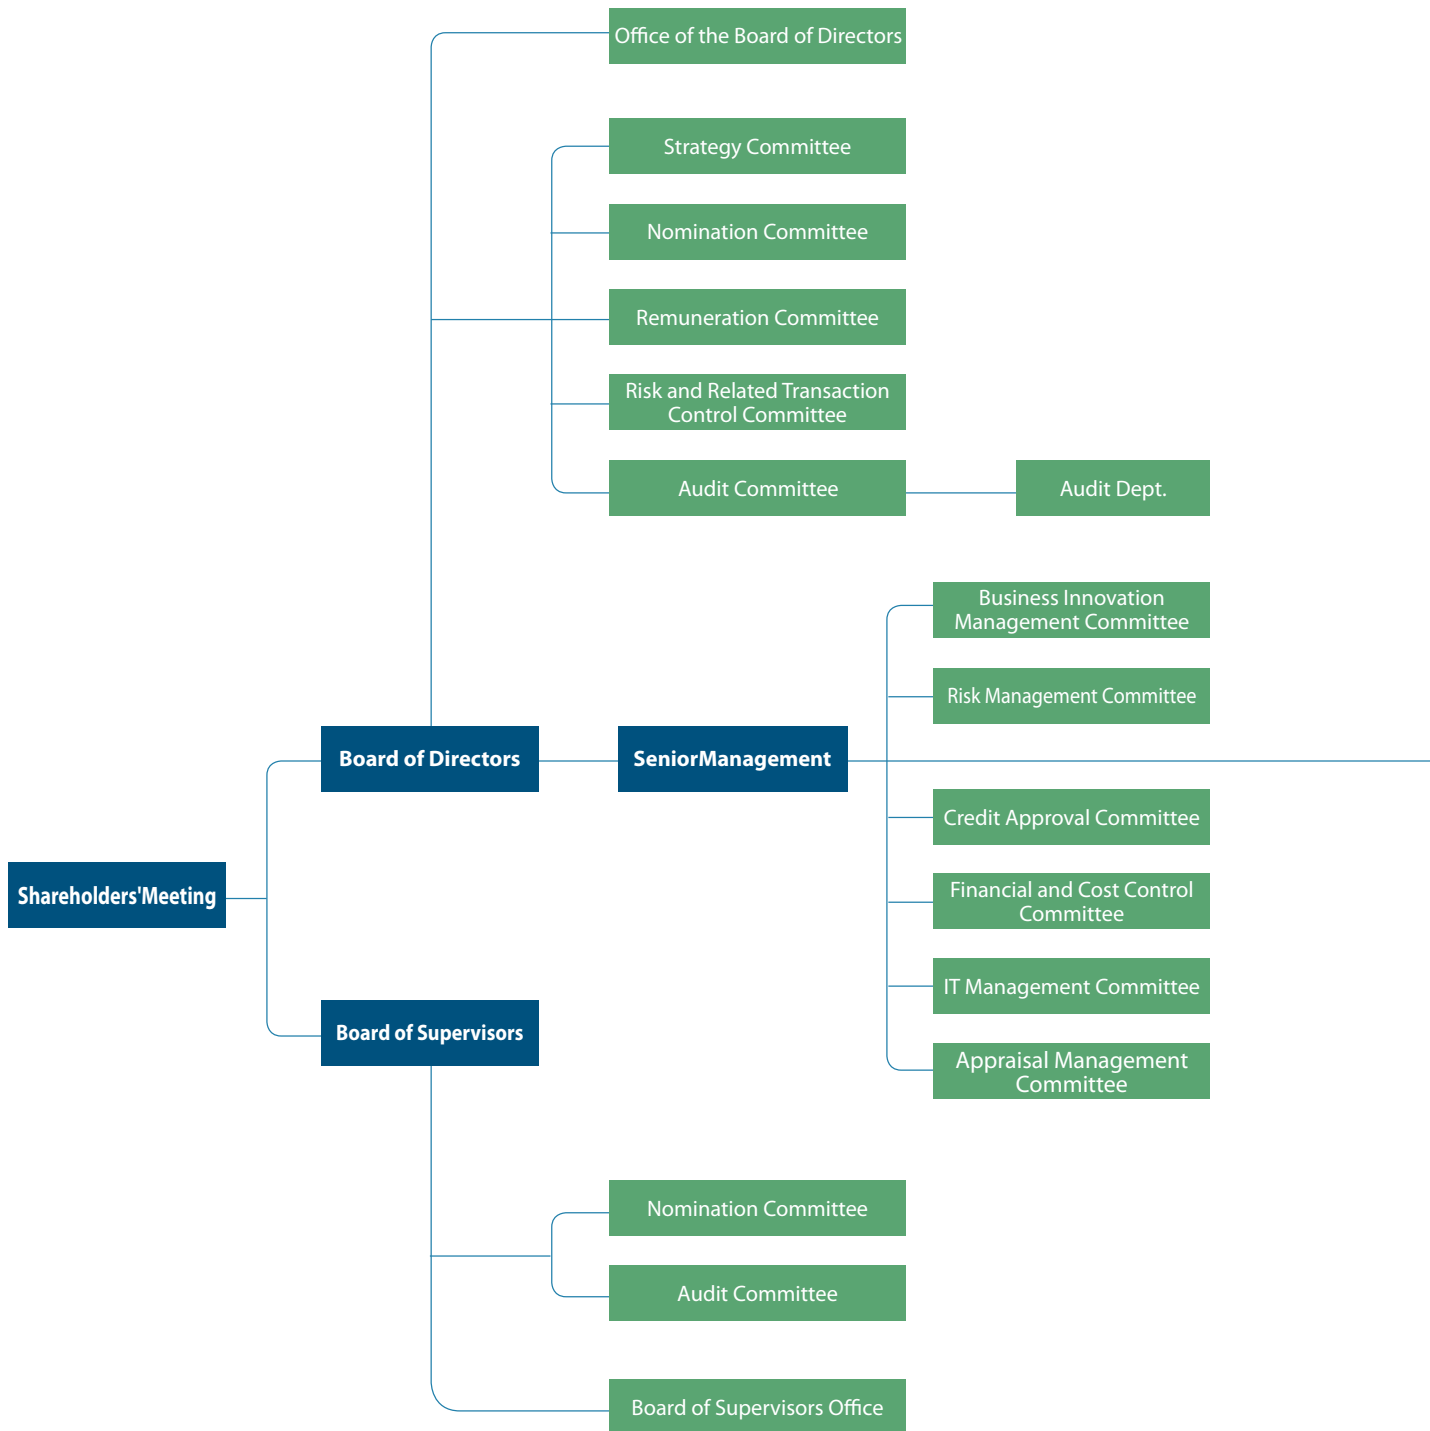 Office of the Board of Directors
Strategy Committee
Nomination Committee
Remuneration Committee
Risk and Related Transaction
Control Committee
Audit Committee
Audit Dept.
Business Innovation
Management Committee
Risk Management Committee
Board of Directors
SeniorManagement
Credit Approval Committee
Shareholders'Meeting
Financial and Cost Control
Committee
IT Management Committee
Board of Supervisors
Appraisal Management
Committee
Nomination Committee
Audit Committee
Board of Supervisors Office